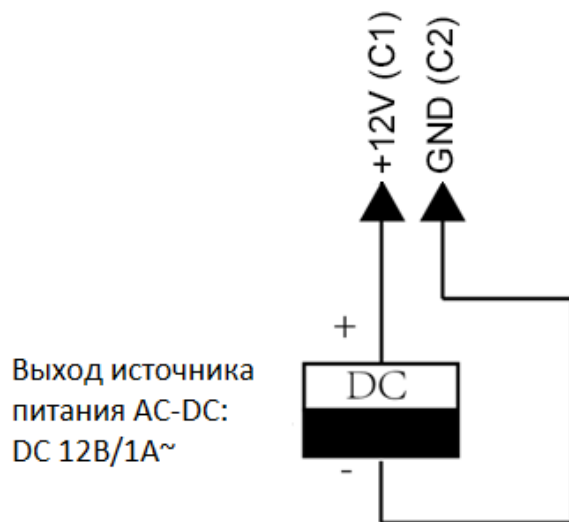 +12V (C1)
GND (C2)
+
DC
Выход источника
питания AC-DC:
DC 12В/1А~
-